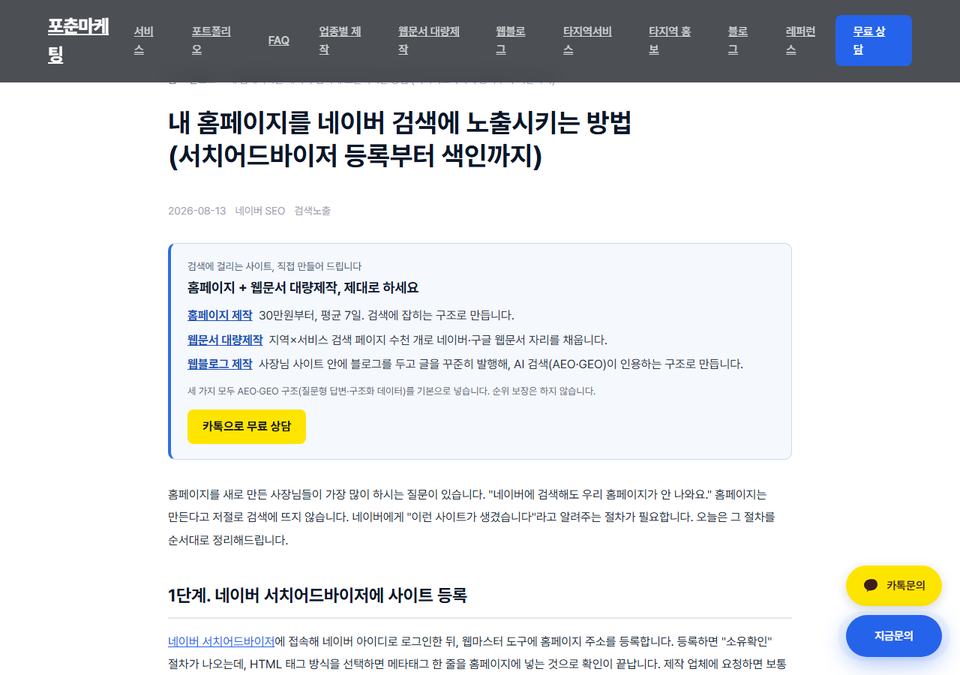 포춘마케팅
서비스
포트폴리오
FAQ
업종별 제작
웹문서 대량제작
웹블로그
타지역서비스
타지역 홍보
블로그
레퍼런스
무료 상담
내 홈페이지를 네이버 검색에 노출시키는 방법
(서치어드바이저 등록부터 색인까지)
2026-08-13 네이버 SEO 검색노출
검색에 걸리는 사이트, 직접 만들어 드립니다
홈페이지 + 웹문서 대량제작, 제대로 하세요
홈페이지 제작 30만원부터, 평균 7일. 검색에 잡히는 구조로 만듭니다.
웹문서 대량제작 지역×서비스 검색 페이지 수천 개로 네이버·구글 웹문서 자리를 채웁니다.
웹블로그 제작 사장님 사이트 안에 블로그를 두고 글을 꾸준히 발행해, AI 검색(AEO·GEO)이 인용하는 구조로 만듭니다.
세 가지 모두 AEO·GEO 구조(질문형 답변·구조화 데이터)를 기본으로 넣습니다. 순위 보장은 하지 않습니다.
카톡으로 무료 상담
홈페이지를 새로 만든 사장님들이 가장 많이 하시는 질문이 있습니다. "네이버에 검색해도 우리 홈페이지가 안 나와요." 홈페이지는
만든다고 저절로 검색에 뜨지 않습니다. 네이버에게 "이런 사이트가 생겼습니다"라고 알려주는 절차가 필요합니다. 오늘은 그 절차를
순서대로 정리해드립니다.
1단계. 네이버 서치어드바이저에 사이트 등록
네이버 서치어드바이저에 접속해 네이버 아이디로 로그인한 뒤, 웹마스터 도구에 홈페이지 주소를 등록합니다. 등록하면 "소유확인"
절차가 나오는데, HTML 태그 방식을 선택하면 메타태그 한 줄을 홈페이지에 넣는 것으로 확인이 끝납니다. 제작 업체에 요청하면 보통
카톡문의
지금문의